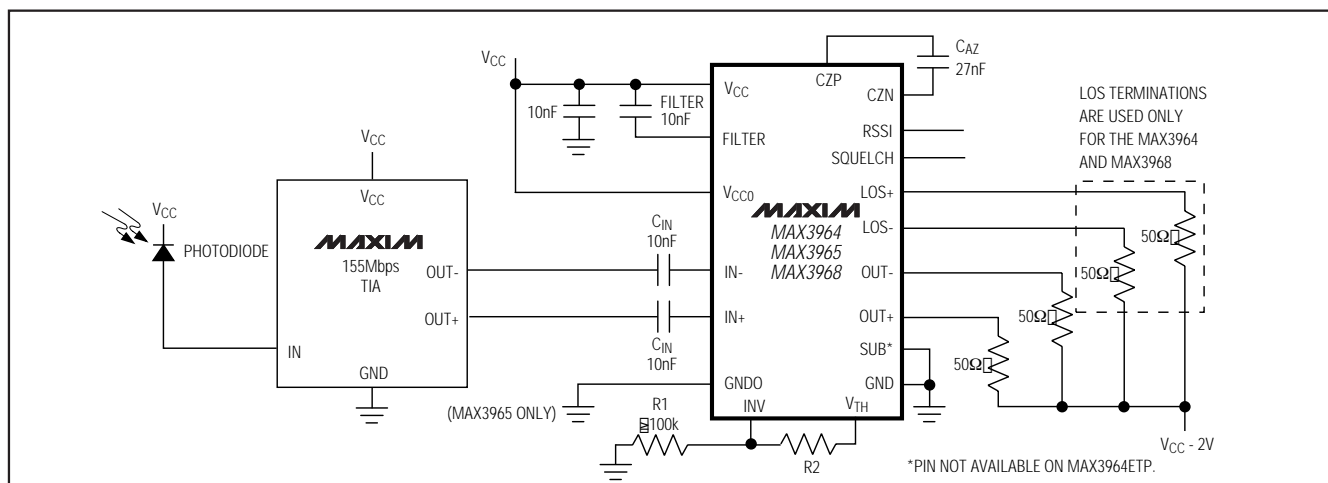 VCC
10nF
FILTER
10nF
VCC
FILTER
VCCO
CZP
CZN
CAZ
27nF
RSSI
SQUELCH
LOS+
LOS-
OUT-
OUT+
SUB*
GND
VTH
INV
GNDO
IN+
IN-
MAXIM
MAX3964
MAX3965
MAX3968
LOS TERMINATIONS
ARE USED ONLY
FOR THE MAX3964
AND MAX3968
50Ω
50Ω
50Ω
50Ω
VCC - 2V
*PIN NOT AVAILABLE ON MAX3964ETP.
VCC
PHOTODIODE
VCC
VCC
MAXIM
155Mbps
TIA
OUT-
OUT+
IN
GND
CIN
10nF
CIN
10nF
(MAX3965 ONLY)
R1
100k
R2